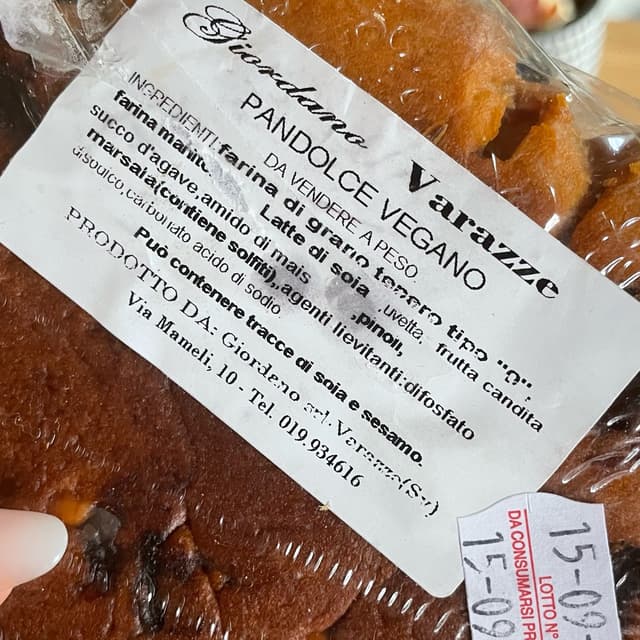 Giordano Varazze
PANDOLCE VEGANO
DA VENDERE A PESO
INGREDIENTI: farina di grano tenero tipo "0",
farina Latte di soia ,uvetta, frutta candita
succo d'agave,amido di mais ,pinoli,
marsala(contiene solfiti),agenti lievitanti:difosfato
disodico,carbonato acido di sodio
Può contenere tracce di soia e sesamo.
PRODOTTO DA: Giordano srl.Varazze(Sv)
Via Mameli, 10 - Tel. 019.934616
15-09
LOTTO N°
DA CONSUMARSI PR
15-09